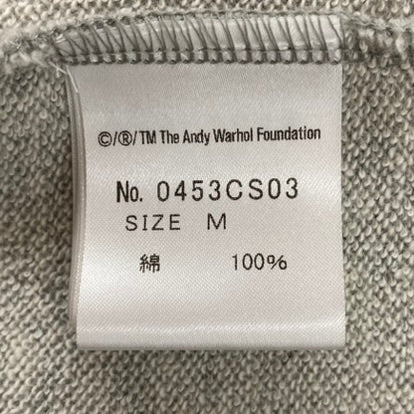 ©/®/TM The Andy Warhol Foundation
No. 0453CS03
SIZE M
綿 100%